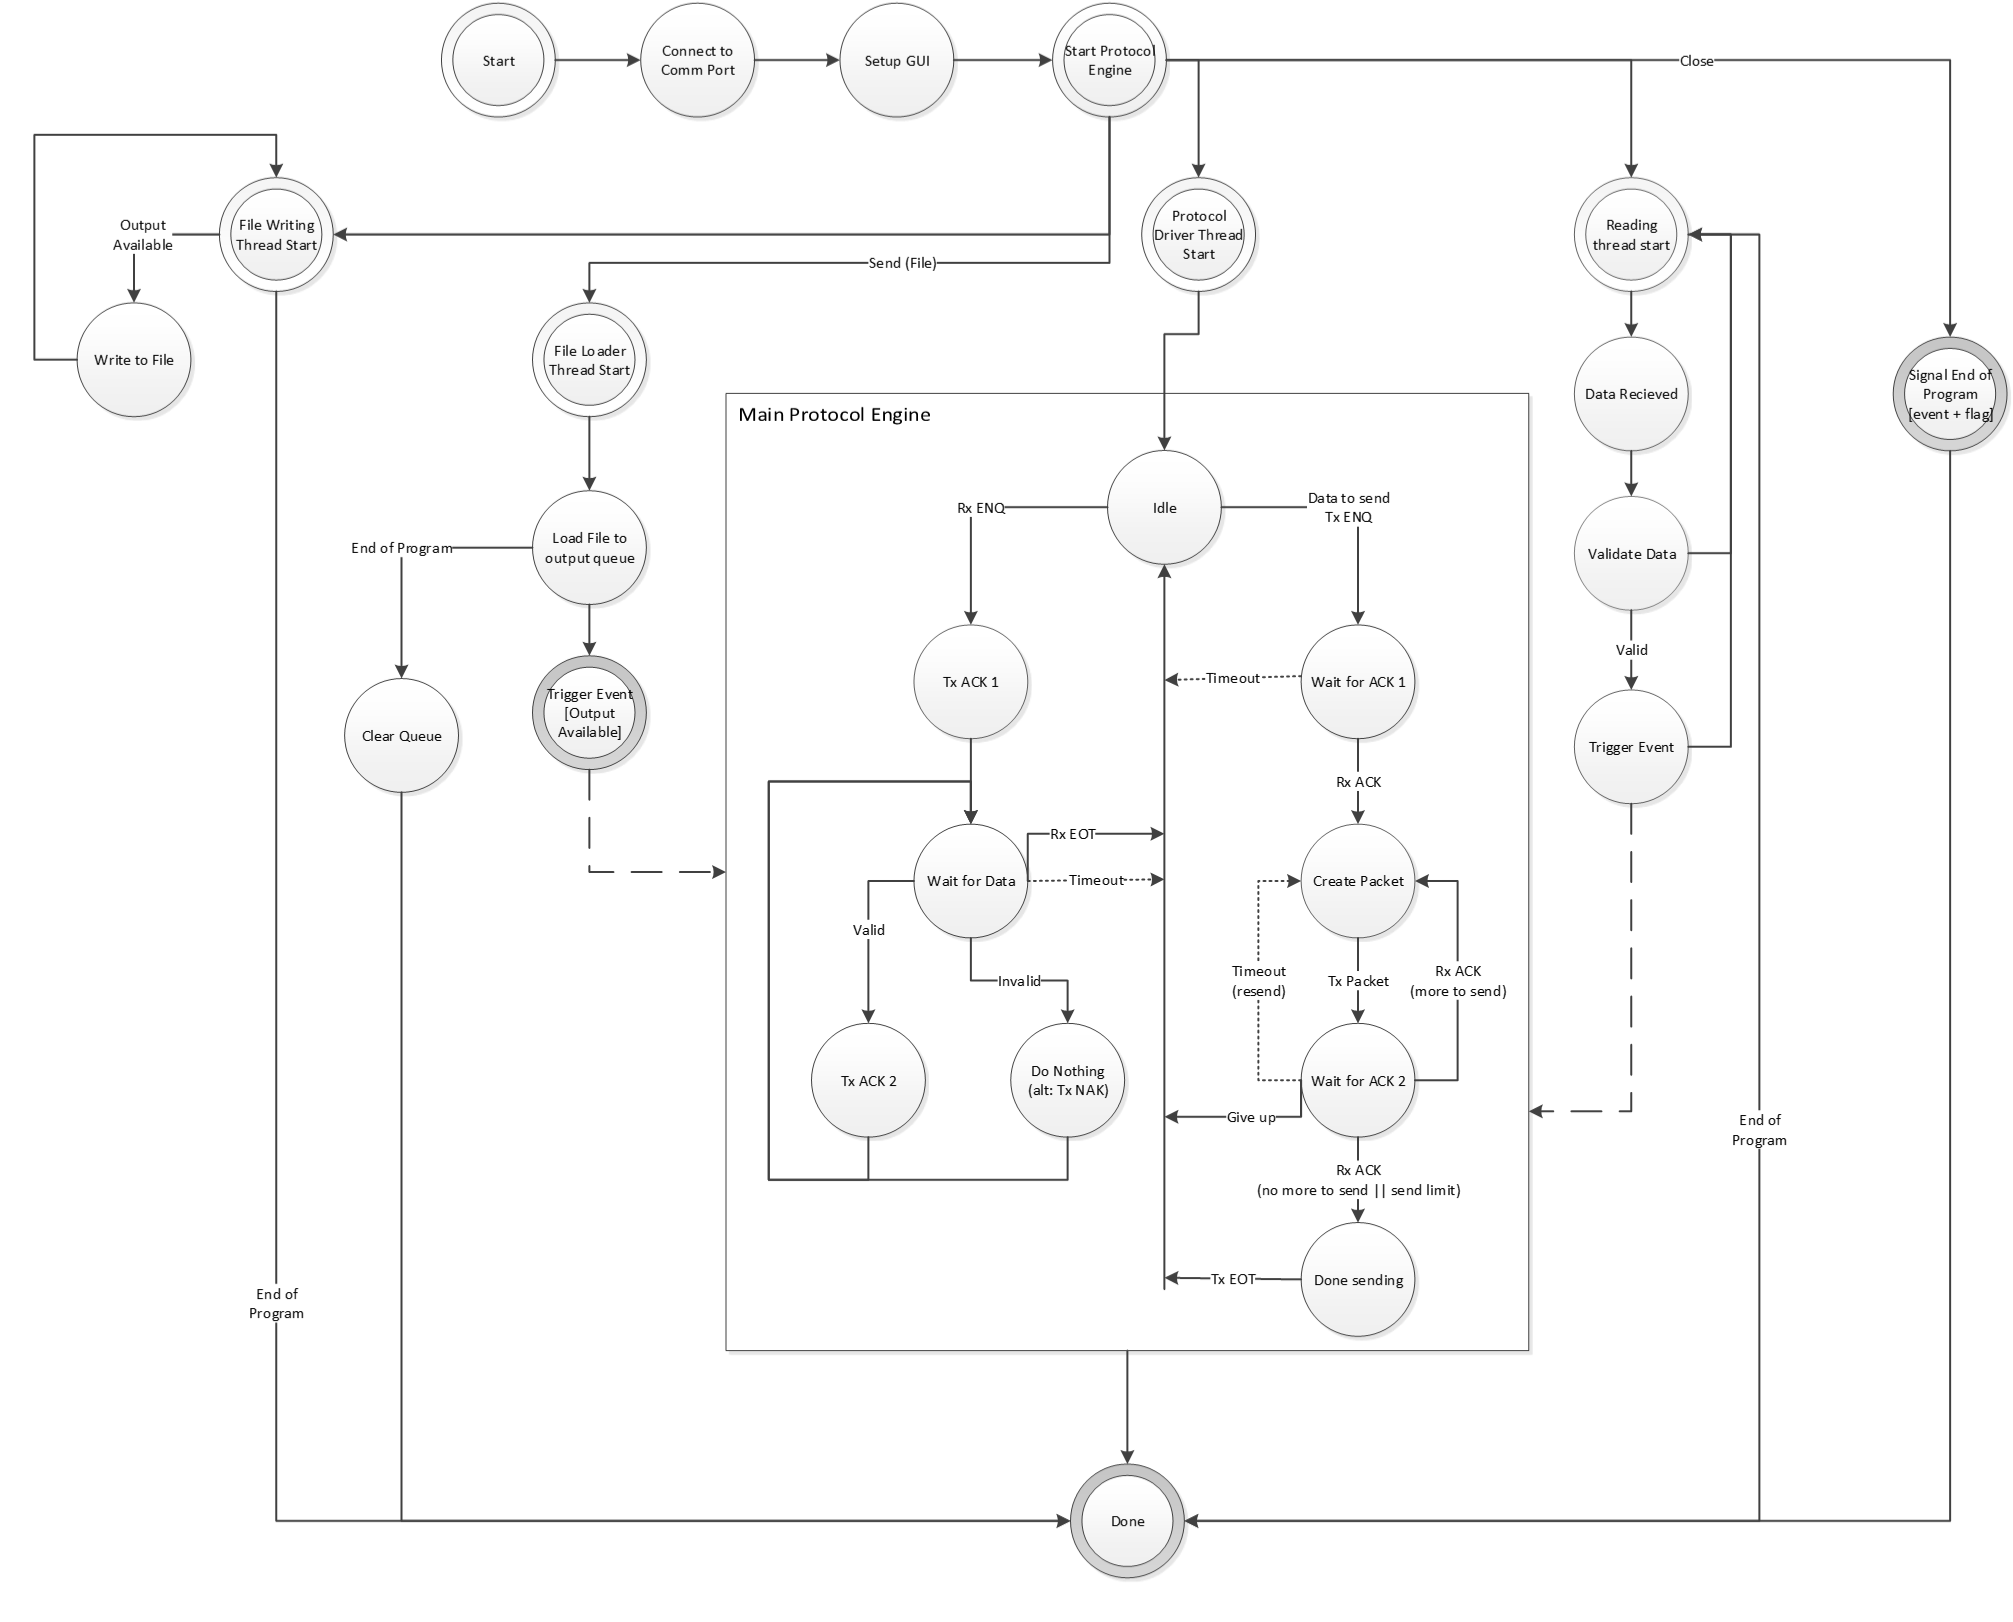 Start
Connect to
Comm Port
Setup GUI
Start Protocol
Engine
Close
File Writing
Thread Start
Output
Available
Write to File
Send (File)
Protocol
Driver Thread
Start
Reading
thread start
File Loader
Thread Start
Data Recieved
Signal End of
Program
[event + flag]
Main Protocol Engine
Idle
Rx ENQ
Data to send
Tx ENQ
Load File to
output queue
End of Program
Validate Data
Valid
Trigger Event
[Output
Available]
Clear Queue
Tx ACK 1
Timeout
Wait for ACK 1
Trigger Event
Rx ACK
Wait for Data
Rx EOT
Timeout
Create Packet
Valid
Invalid
Timeout
(resend)
Tx Packet
Rx ACK
(more to send)
Tx ACK 2
Do Nothing
(alt: Tx NAK)
Wait for ACK 2
Give up
End of
Program
Rx ACK
(no more to send || send limit)
Tx EOT
Done sending
End of
Program
Done